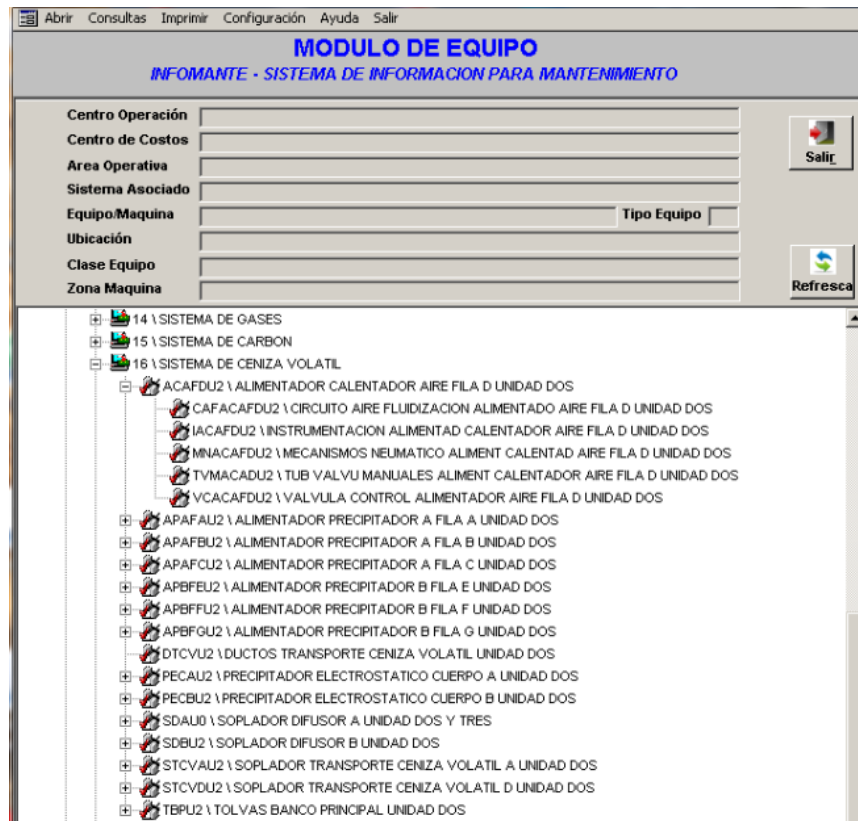 Abrir Consultas Imprimir Configuración Ayuda Salir
MODULO DE EQUIPO
INFOMANTE - SISTEMA DE INFORMACION PARA MANTENIMIENTO
Centro Operación
Centro de Costos
Area Operativa
Sistema Asociado
Equipo/Maquina Tipo Equipo
Ubicación
Clase Equipo
Zona Maquina
Salir
Refresca
14 \ SISTEMA DE GASES
15 \ SISTEMA DE CARBON
16 \ SISTEMA DE CENIZA VOLATIL
ACAFDU2 \ ALIMENTADOR CALENTADOR AIRE FILA D UNIDAD DOS
CAFACAFDU2 \ CIRCUITO AIRE FLUIDIZACION ALIMENTADO AIRE FILA D UNIDAD DOS
IACAFDU2 \ INSTRUMENTACION ALIMENTAD CALENTADOR AIRE FILA D UNIDAD DOS
MNACAFDU2 \ MECANISMOS NEUMATICO ALIMENT CALENTAD AIRE FILA D UNIDAD DOS
TVMACADU2 \ TUB VALVU MANUALES ALIMENT CALENTADOR AIRE FILA D UNIDAD DOS
VCACAFDU2 \ VALVULA CONTROL ALIMENTADOR AIRE FILA D UNIDAD DOS
APAFAU2 \ ALIMENTADOR PRECIPITADOR A FILA A UNIDAD DOS
APAFBU2 \ ALIMENTADOR PRECIPITADOR A FILA B UNIDAD DOS
APAFCU2 \ ALIMENTADOR PRECIPITADOR A FILA C UNIDAD DOS
APBFEU2 \ ALIMENTADOR PRECIPITADOR B FILA E UNIDAD DOS
APBFFU2 \ ALIMENTADOR PRECIPITADOR B FILA F UNIDAD DOS
APBFGU2 \ ALIMENTADOR PRECIPITADOR B FILA G UNIDAD DOS
DTCVU2 \ DUCTOS TRANSPORTE CENIZA VOLATIL UNIDAD DOS
PECAU2 \ PRECIPITADOR ELECTROSTATICO CUERPO A UNIDAD DOS
PECBU2 \ PRECIPITADOR ELECTROSTATICO CUERPO B UNIDAD DOS
SDAU0 \ SOPLADOR DIFUSOR A UNIDAD DOS Y TRES
SDBU2 \ SOPLADOR DIFUSOR B UNIDAD DOS
STCVAU2 \ SOPLADOR TRANSPORTE CENIZA VOLATIL A UNIDAD DOS
STCVDU2 \ SOPLADOR TRANSPORTE CENIZA VOLATIL D UNIDAD DOS
TBPU2 \ TOLVAS BANCO PRINCIPAL UNIDAD DOS